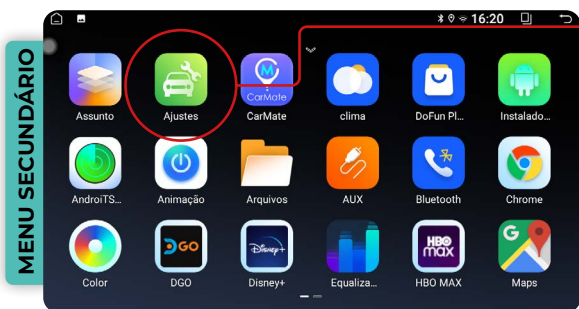 MENU SECUNDÁRIO
16:20
CarMate
Assunto
Ajustes
CarMate
clima
DoFun Pl...
Instalado...
AndroiTS...
Animação
Arquivos
AUX
Bluetooth
Chrome
GO
Disney+
HBO
max
G
Color
DGO
Disney+
Equaliza...
HBO MAX
Maps